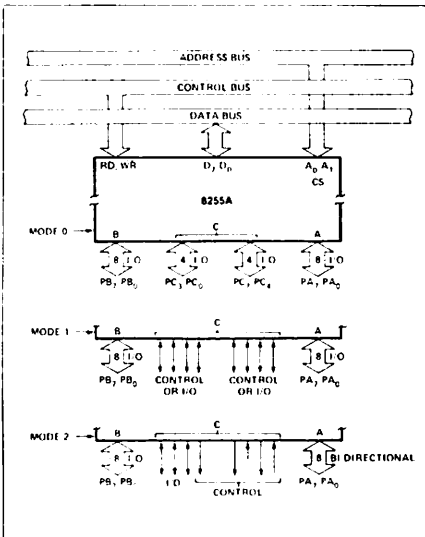 ADDRESS BUS
CONTROL BUS
DATA BUS
RD, WR D7 D0 A0 A1
CS
8255A
MODE 0
B C A
8 I/O 4 I/O 4 I/O 8 I/O
PB7 PB0 PC3 PC0 PC7 PC4 PA7 PA0
MODE 1
B C A
8 I/O 8 I/O
PB7 PB0 CONTROL OR I/O CONTROL OR I/O PA7 PA0
MODE 2
B C A
8 I/O 8 BI DIRECTIONAL
PB7 I/O CONTROL PA7 PA0